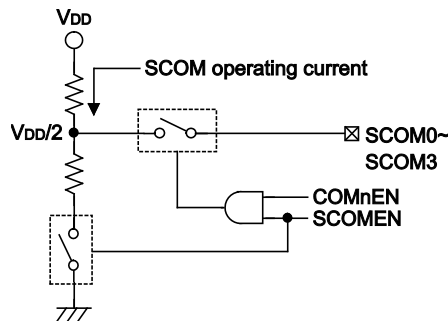 VDD
SCOM operating current
VDD/2
SCOM0~
SCOM3
COMnEN
SCOMEN